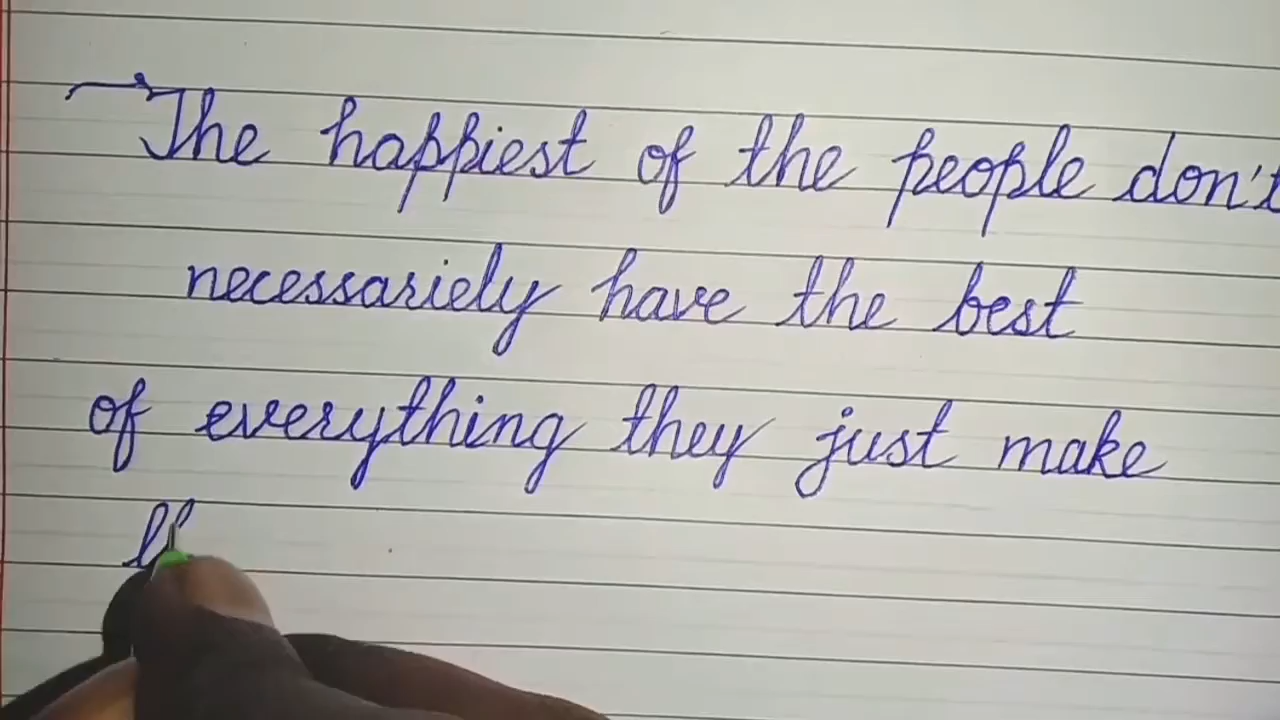 The happiest of the people don't
necessariely have the best
of everything they just make